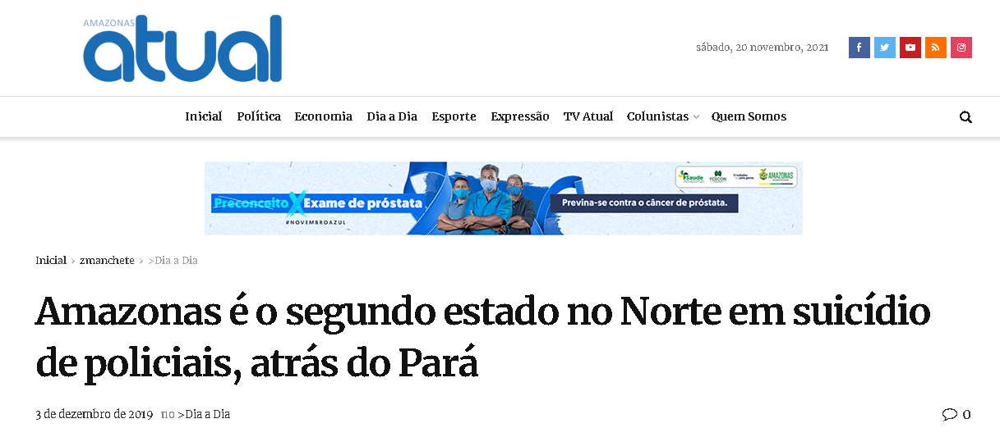 AMAZONAS
atual
sábado, 20 novembro, 2021
Inicial Política Economia Dia a Dia Esporte Expressão TV Atual Colunistas Quem Somos
Preconceito X Exame de próstata
#NOVEMBROAZUL
Saúde
Amazonas
FCECON
AMAZONAS
Previna-se contra o câncer de próstata.
Inicial > zmanchete > >Dia a Dia
Amazonas é o segundo estado no Norte em suicídio
de policiais, atrás do Pará
3 de dezembro de 2019 no >Dia a Dia
0